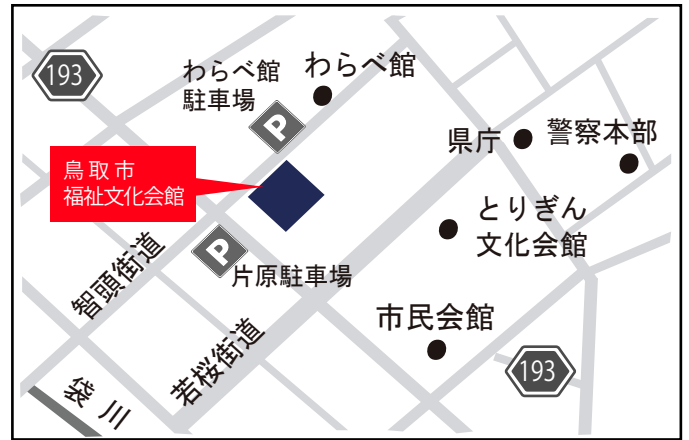 193
わらべ館
駐車場
わらべ館
P
県庁
警察本部
鳥取市
福祉文化会館
とりぎん
文化会館
P
片原駐車場
智頭街道
市民会館
若桜街道
193
袋川